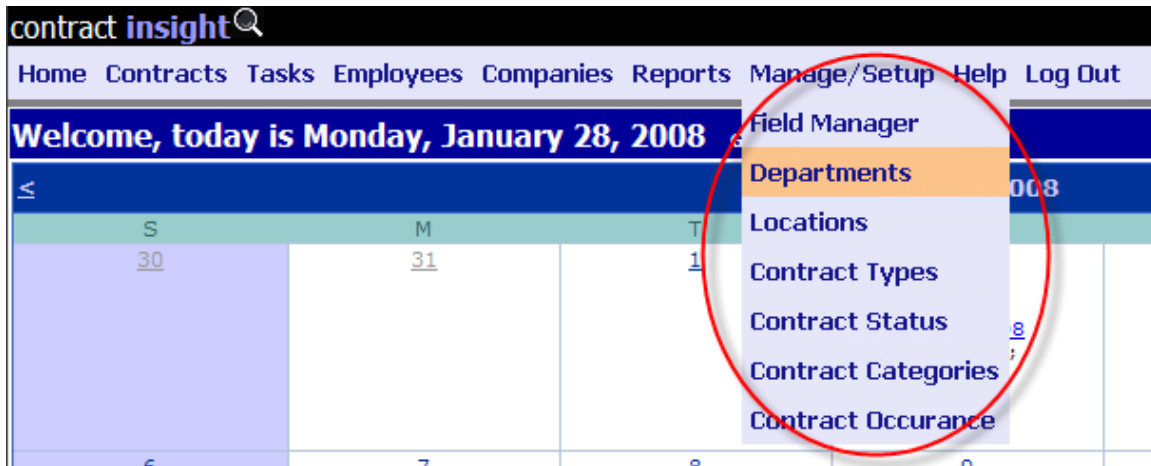 contract insight
Home Contracts Tasks Employees Companies Reports Manage/Setup Help Log Out
Welcome, today is Monday, January 28, 2008
Field Manager
Departments
Locations
Contract Types
Contract Status
Contract Categories
Contract Occurance
≤
008
S M T
30 31 1
8
6 7 8 9